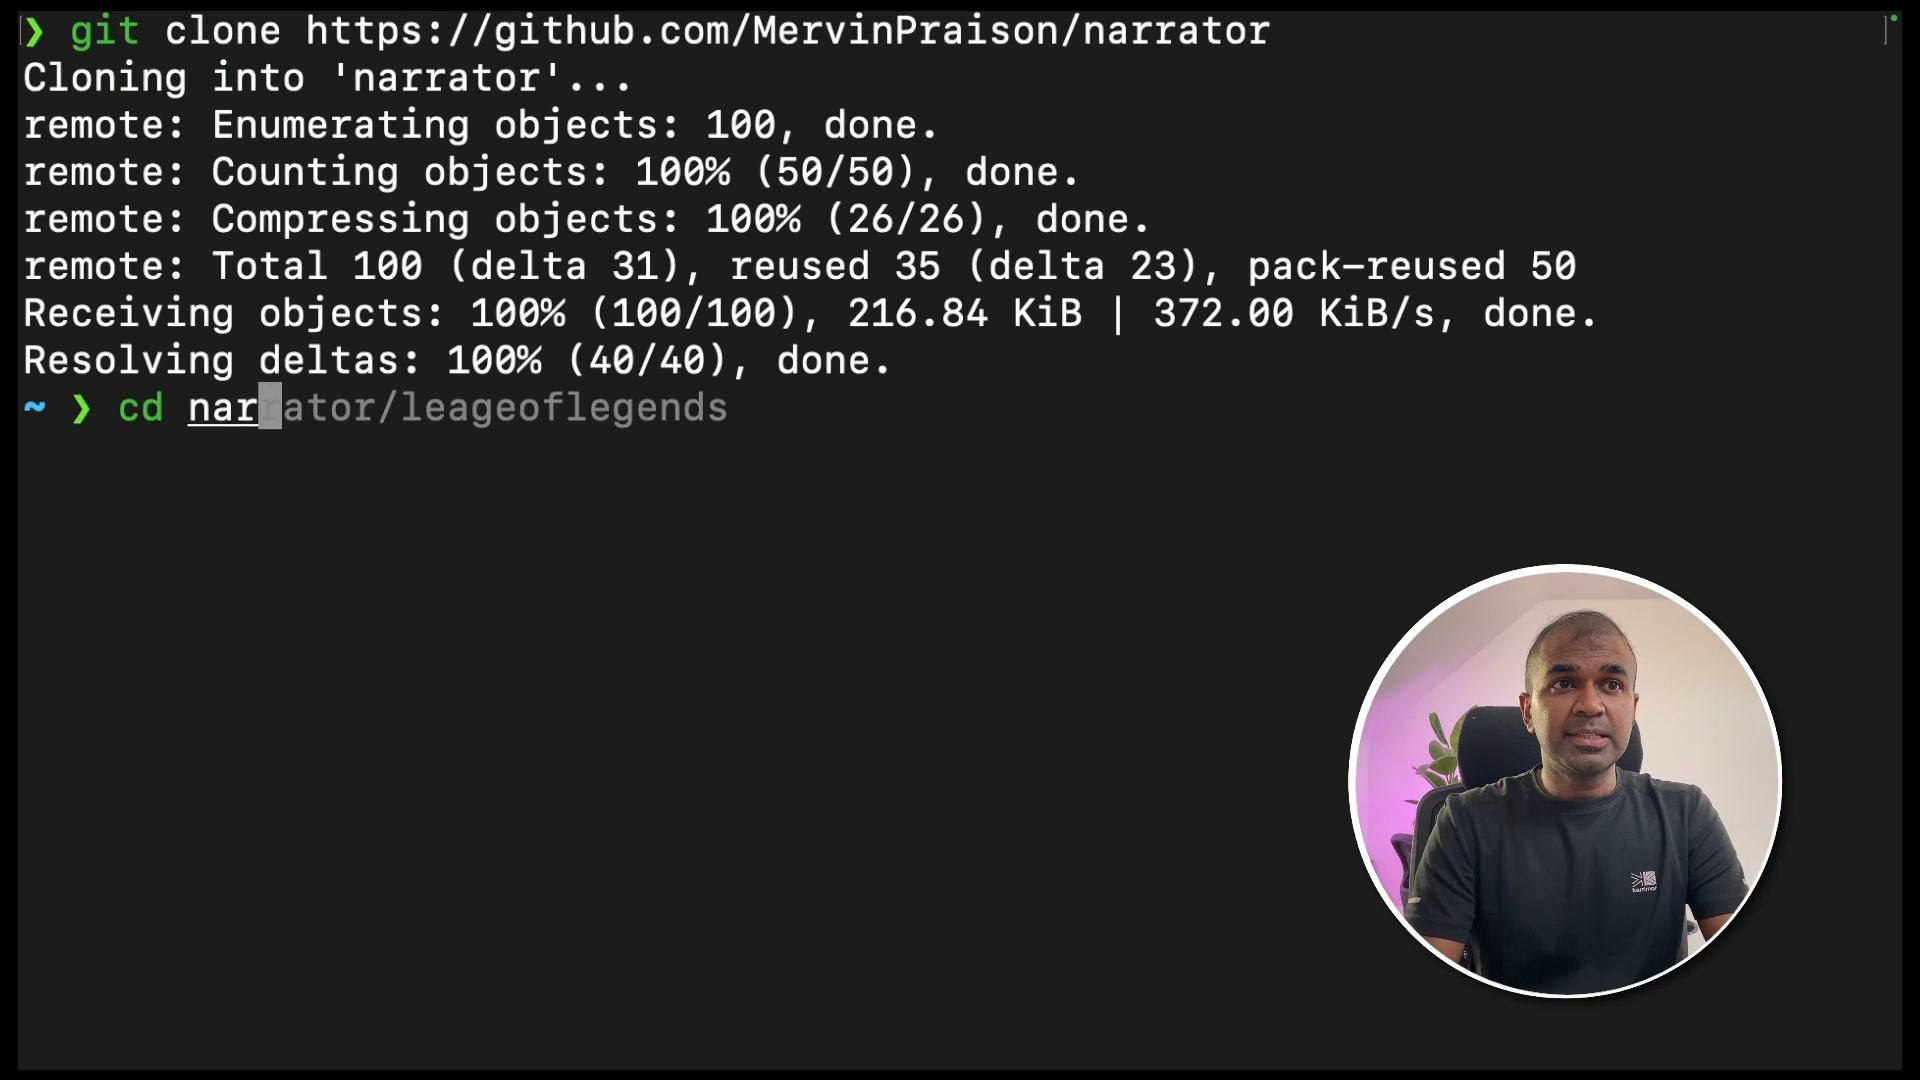 ❯ git clone https://github.com/MervinPraison/narrator
Cloning into 'narrator'...
remote: Enumerating objects: 100, done.
remote: Counting objects: 100% (50/50), done.
remote: Compressing objects: 100% (26/26), done.
remote: Total 100 (delta 31), reused 35 (delta 23), pack-reused 50
Receiving objects: 100% (100/100), 216.84 KiB | 372.00 KiB/s, done.
Resolving deltas: 100% (40/40), done.
~ ❯ cd narrator/leageoflegends
karrimor